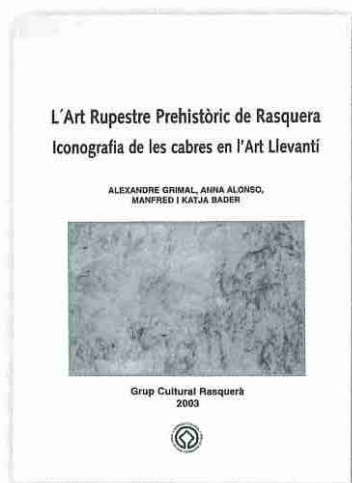 L´Art Rupestre Prehistòric de Rasquera
Iconografia de les cabres en l'Art Llevantí
ALEXANDRE GRIMAL, ANNA ALONSO,
MANFRED I KATJA BADER
Grup Cultural Rasquerà
2003